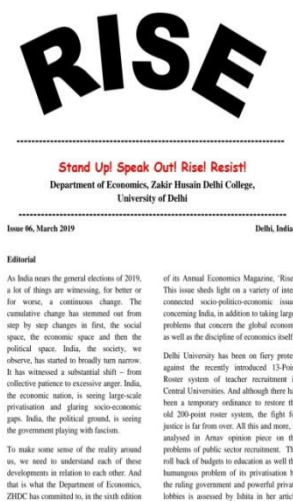 RISE
Stand Up! Speak Out! Rise! Resist!
Department of Economics, Zakir Husain Delhi College,
University of Delhi
Issue 06, March 2019 Delhi, India
Editorial
As India nears the general elections of 2019,
a lot of things are witnessing, for better or
for worse, a continuous change. The
cumulative change has stemmed out from
step by step changes in first, the social
space, the economic space and then the
political space. India, the society, we
observe, has started to broadly turn narrow.
It has witnessed a substantial shift – from
collective patience to excessive anger. India,
the economic nation, is seeing large-scale
privatisation and glaring socio-economic
gaps. India, the political ground, is seeing
the government playing with fascism.
To make some sense of the reality around
us, we need to understand each of these
developments in relation to each other. And
that is what the Department of Economics,
ZHDC has committed to, in the sixth edition
of its Annual Economics Magazine, 'Rise
This issue sheds light on a variety of inter
connected socio-politico-economic issue
concerning India, in addition to taking large
problems that concern the global econom
as well as the discipline of economics itself
Delhi University has been on fiery protes
against the recently introduced 13-Poin
Roster system of teacher recruitment i
Central Universities. And although there ha
been a temporary ordinance to restore th
old 200-point roster system, the fight fo
justice is far from over. All this and more,
analysed in Arnav opinion piece on th
problems of public sector recruitment. Th
roll back of budgets to education as well th
humungous problem of its privatisation b
the ruling government and powerful priva
lobbies is assessed by Ishita in her artic